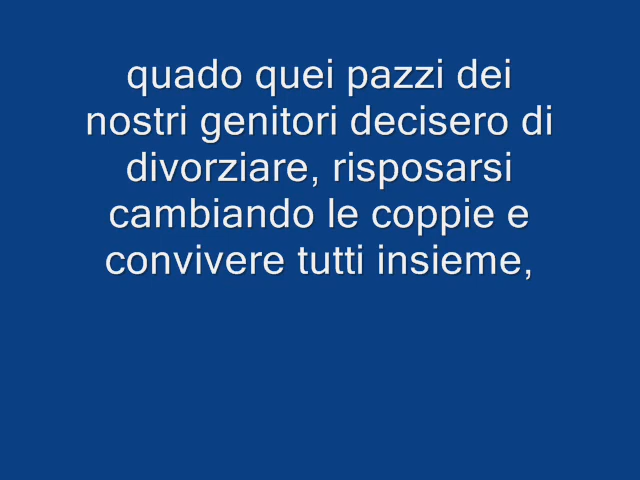 quado quei pazzi dei
nostri genitori decisero di
divorziare, risposarsi
cambiando le coppie e
convivere tutti insieme,